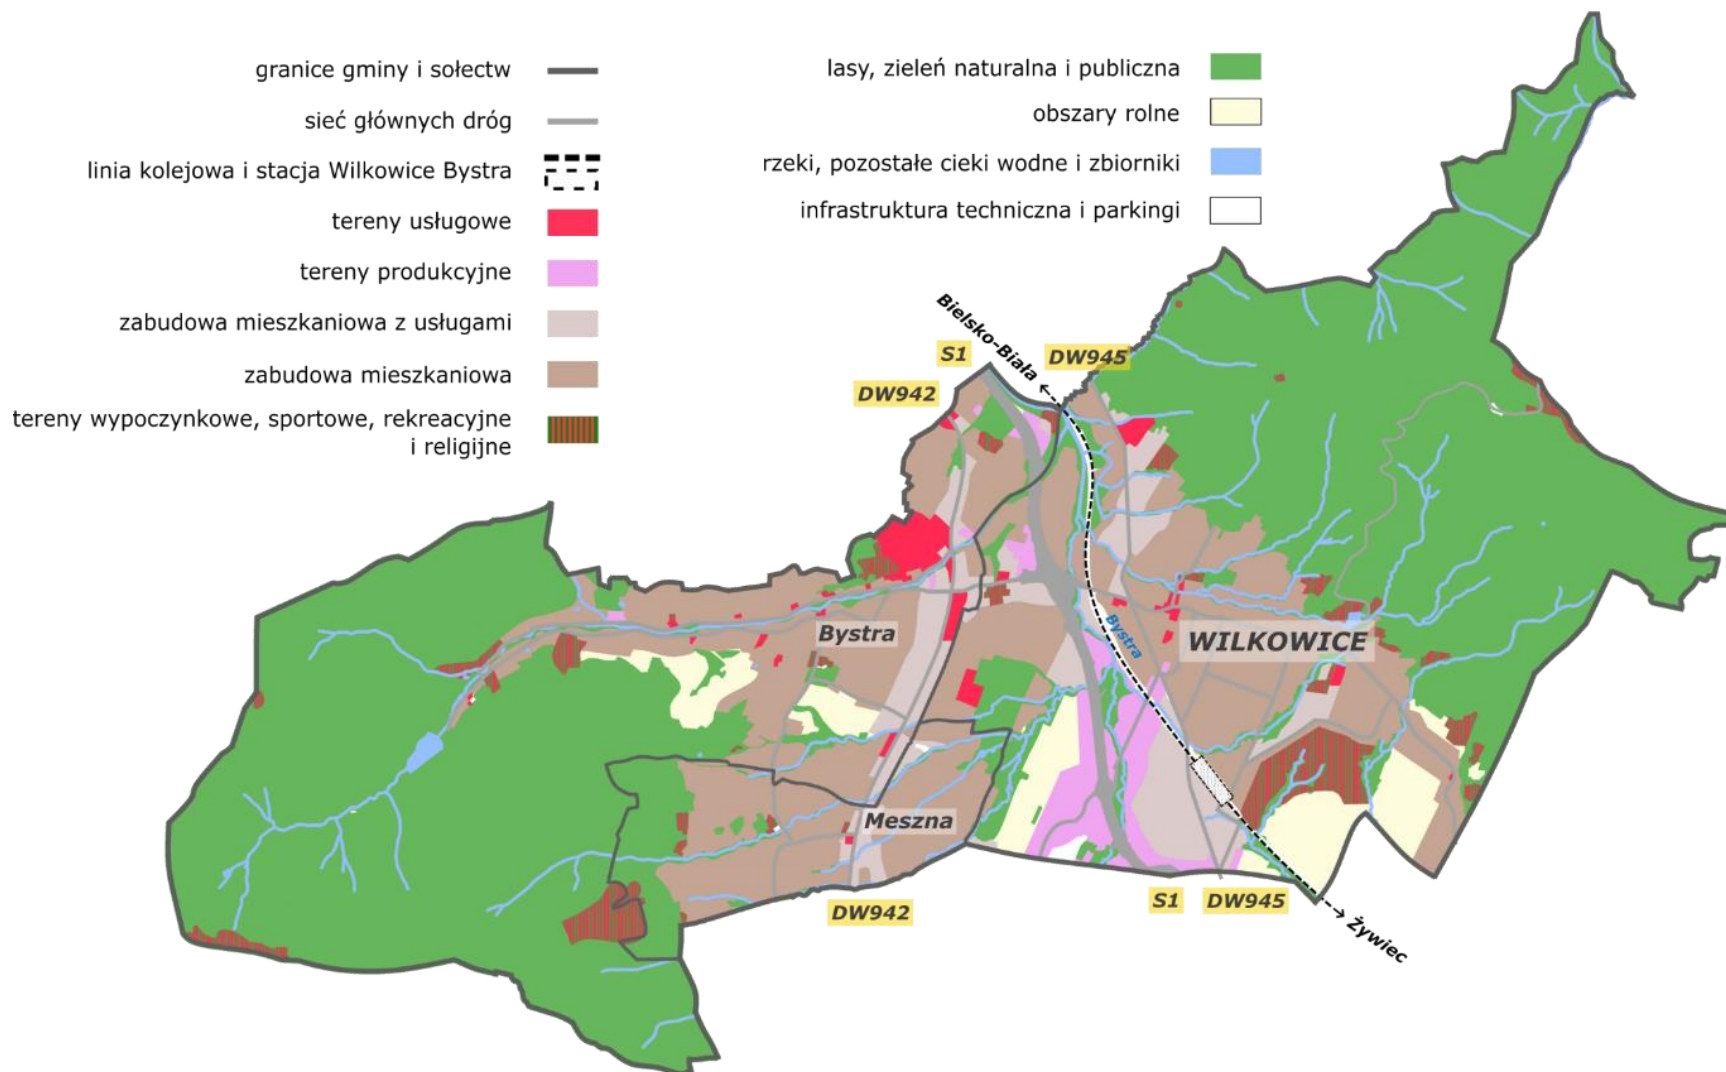 granice gminy i sołectw
sieć głównych dróg
linia kolejowa i stacja Wilkowice Bystra
tereny usługowe
tereny produkcyjne
zabudowa mieszkaniowa z usługami
zabudowa mieszkaniowa
tereny wypoczynkowe, sportowe, rekreacyjne
i religijne
lasy, zieleń naturalna i publiczna
obszary rolne
rzeki, pozostałe cieki wodne i zbiorniki
infrastruktura techniczna i parkingi
Bielsko-Biała
S1
DW945
DW942
Bystra
Bystra
WILKOWICE
Meszna
DW942
S1
DW945
Żywiec